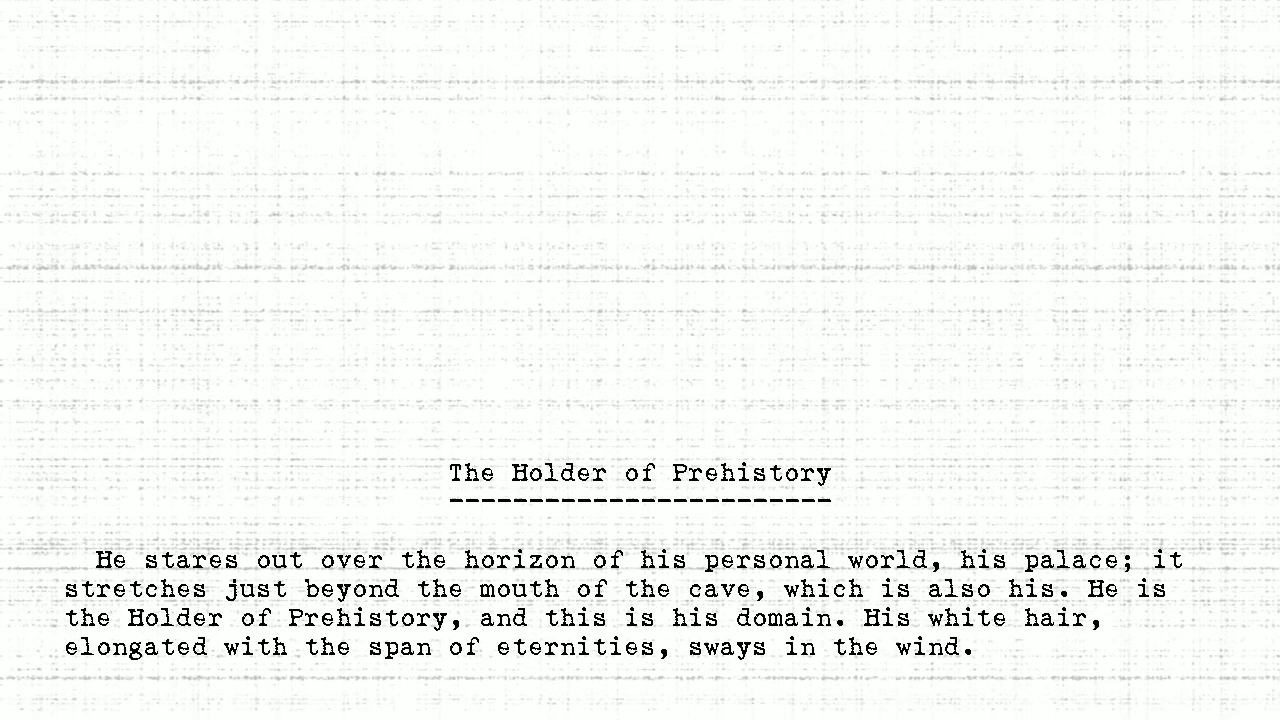 The Holder of Prehistory
------------------------
He stares out over the horizon of his personal world, his palace; it
stretches just beyond the mouth of the cave, which is also his. He is
the Holder of Prehistory, and this is his domain. His white hair,
elongated with the span of eternities, sways in the wind.